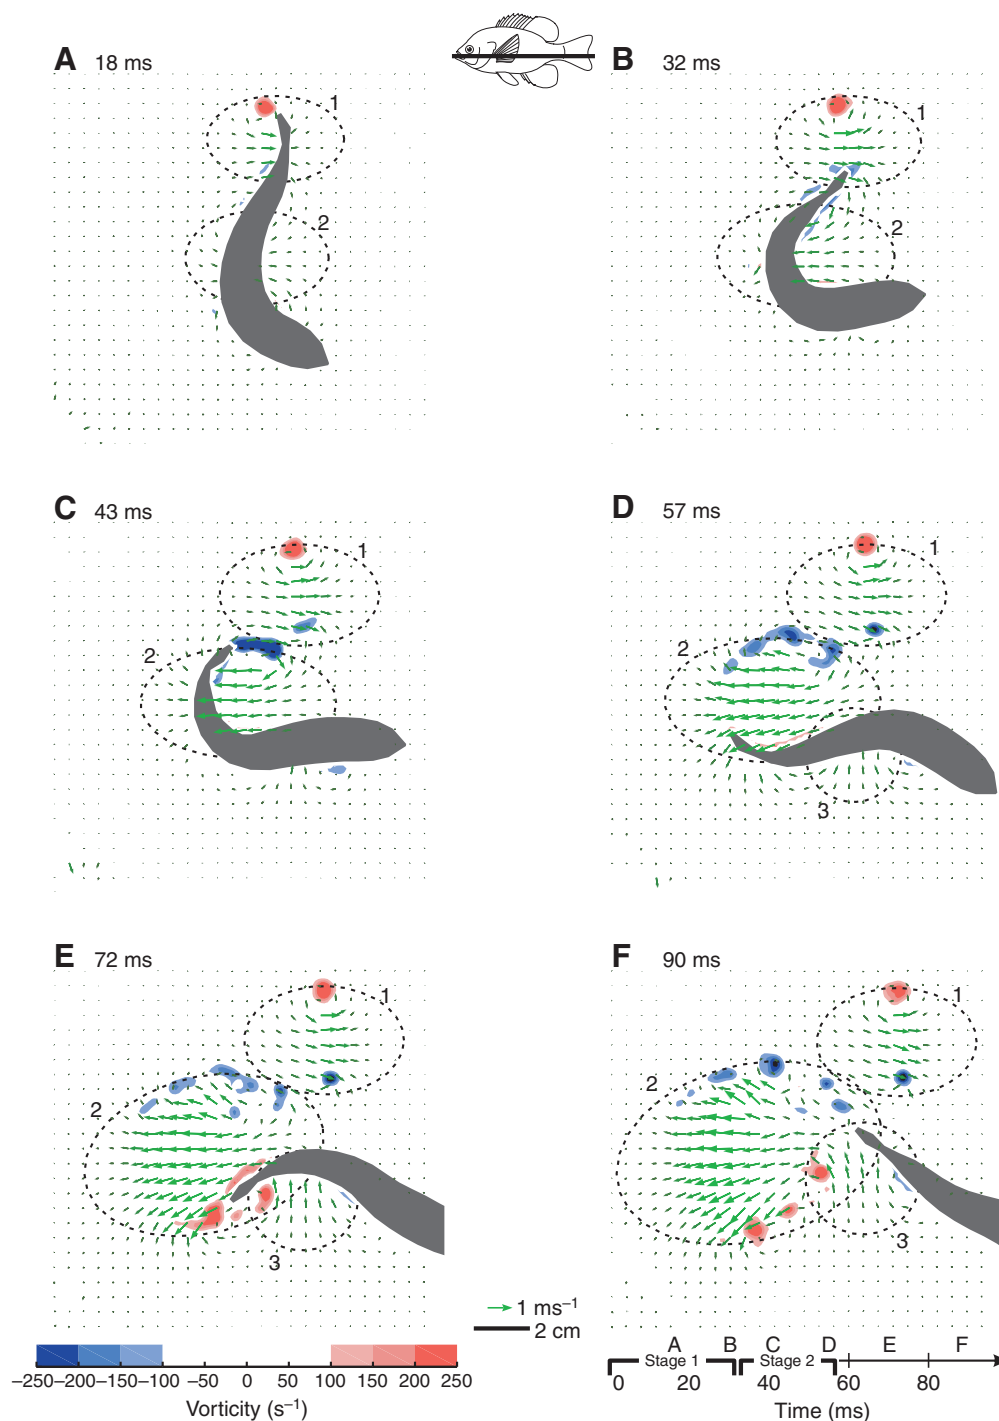 A 18 ms
1
2
B 32 ms
1
2
C 43 ms
1
2
D 57 ms
1
2
3
E 72 ms
1
2
3
F 90 ms
1
2
3
1 ms⁻¹
2 cm
–250 –200 –150 –100 –50 0 50 100 150 200 250
Vorticity (s⁻¹)
A B C D E F
Stage 1 Stage 2
0 20 40 60 80
Time (ms)